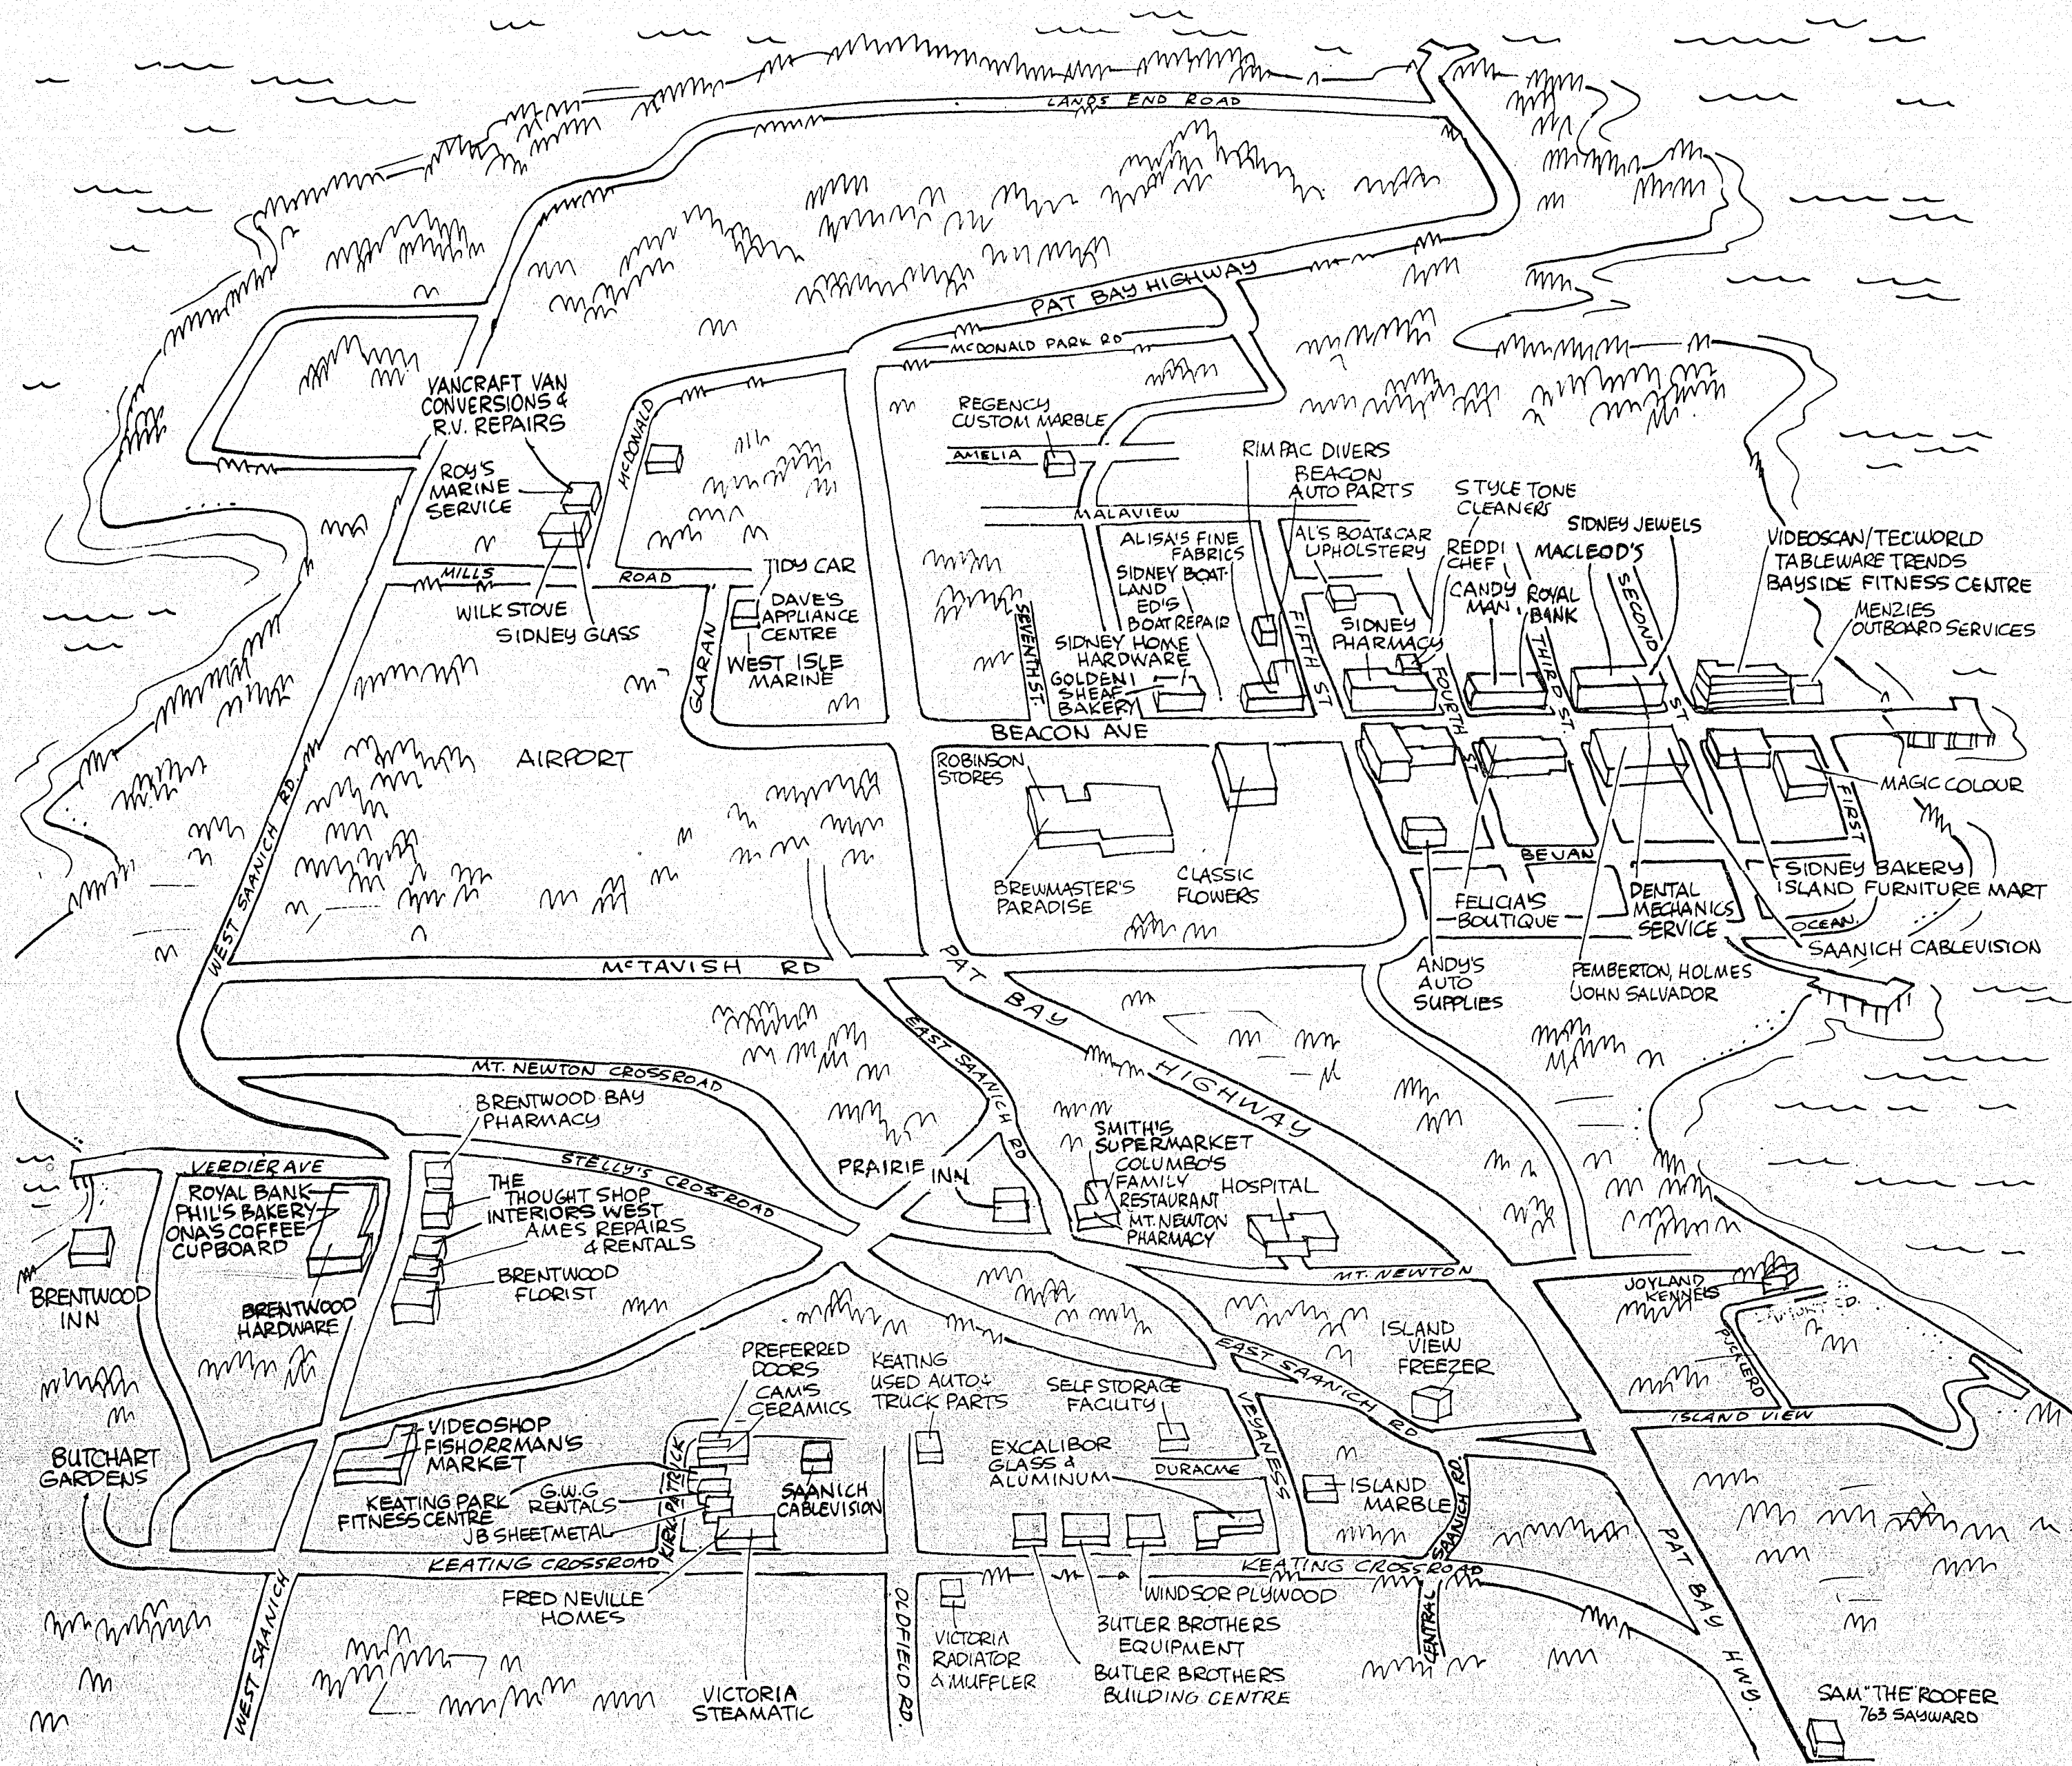 LANDS END ROAD
PAT BAY HIGHWAY
MCDONALD PARK RD
VANCRAFT VAN
CONVERSIONS &
R.V. REPAIRS
MCDONALD
REGENCY
CUSTOM MARBLE
AMELIA
ROY'S
MARINE
SERVICE
RIMPAC DIVERS
BEACON
AUTO PARTS
STYLE TONE
CLEANERS
MALAVIEW
SIDNEY JEWELS
ALISA'S FINE
FABRICS
AL'S BOAT & CAR
UPHOLSTERY
REDDI
CHEF
MACLEOD'S
VIDEOSCAN/TECWORLD
TABLEWARE TRENDS
BAYSIDE FITNESS CENTRE
MENZIES
OUTBOARD SERVICES
MILLS ROAD
TIDY CAR
SIDNEY BOAT-
LAND
CANDY
MAN
ROYAL
BANK
SECOND ST
WILK STOVE
SIDNEY GLASS
DAVE'S
APPLIANCE
CENTRE
ED'S
BOAT REPAIR
SEVENTH ST.
FIFTH ST
SIDNEY
PHARMACY
SIDNEY HOME
HARDWARE
THIRD ST.
WEST ISLE
MARINE
GLARAN
GOLDEN
SHEAF
BAKERY
FOURTH ST
BEACON AVE
AIRPORT
ROBINSON
STORES
MAGIC COLOUR
WEST SAANICH RD.
FIRST
BEVAN
BREWMASTER'S
PARADISE
CLASSIC
FLOWERS
FELICIA'S
BOUTIQUE
DENTAL
MECHANICS
SERVICE
SIDNEY BAKERY
ISLAND FURNITURE MART
OCEAN.
SAANICH CABLEVISION
MCTAVISH RD
PAT BAY HIGHWAY
ANDY'S
AUTO
SUPPLIES
PEMBERTON, HOLMES
JOHN SALVADOR
EAST SAANICH RD
MT. NEWTON CROSSROAD
BRENTWOOD BAY
PHARMACY
SMITH'S
SUPERMARKET
COLUMBO'S
FAMILY
RESTAURANT
MT. NEWTON
PHARMACY
HOSPITAL
PRAIRIE INN
VERDIER AVE
STELLY'S CROSSROAD
ROYAL BANK
PHIL'S BAKERY
ONA'S COFFEE
CUPBOARD
THE
THOUGHT SHOP
INTERIORS WEST
AMES REPAIRS
& RENTALS
BRENTWOOD
FLORIST
BRENTWOOD
INN
BRENTWOOD
HARDWARE
MT. NEWTON
JOYLAND
KENNELS
PUCKLE RD
EAST SAANICH RD
ISLAND
VIEW
FREEZER
ISLAND VIEW
PREFERRED
DOORS
CAM'S
CERAMICS
KEATING
USED AUTO &
TRUCK PARTS
SELF STORAGE
FACILITY
VEYANESS
BUTCHART
GARDENS
VIDEOSHOP
FISHORRMAN'S
MARKET
KIRKPATRICK
EXCALIBOR
GLASS &
ALUMINUM
DURACME
ISLAND
MARBLE
SAANICH RD.
KEATING PARK
FITNESS CENTRE
G.W.G
RENTALS
JB SHEETMETAL
SAANICH
CABLEVISION
KEATING CROSSROAD
KEATING CROSSROAD
PAT BAY HWY.
FRED NEVILLE
HOMES
WINDSOR PLYWOOD
CENTRAL
WEST SAANICH
OLDFIELD RD.
VICTORIA
RADIATOR
& MUFFLER
BUTLER BROTHERS
EQUIPMENT
BUTLER BROTHERS
BUILDING CENTRE
VICTORIA
STEAMATIC
SAM "THE" ROOFER
763 SAYWARD